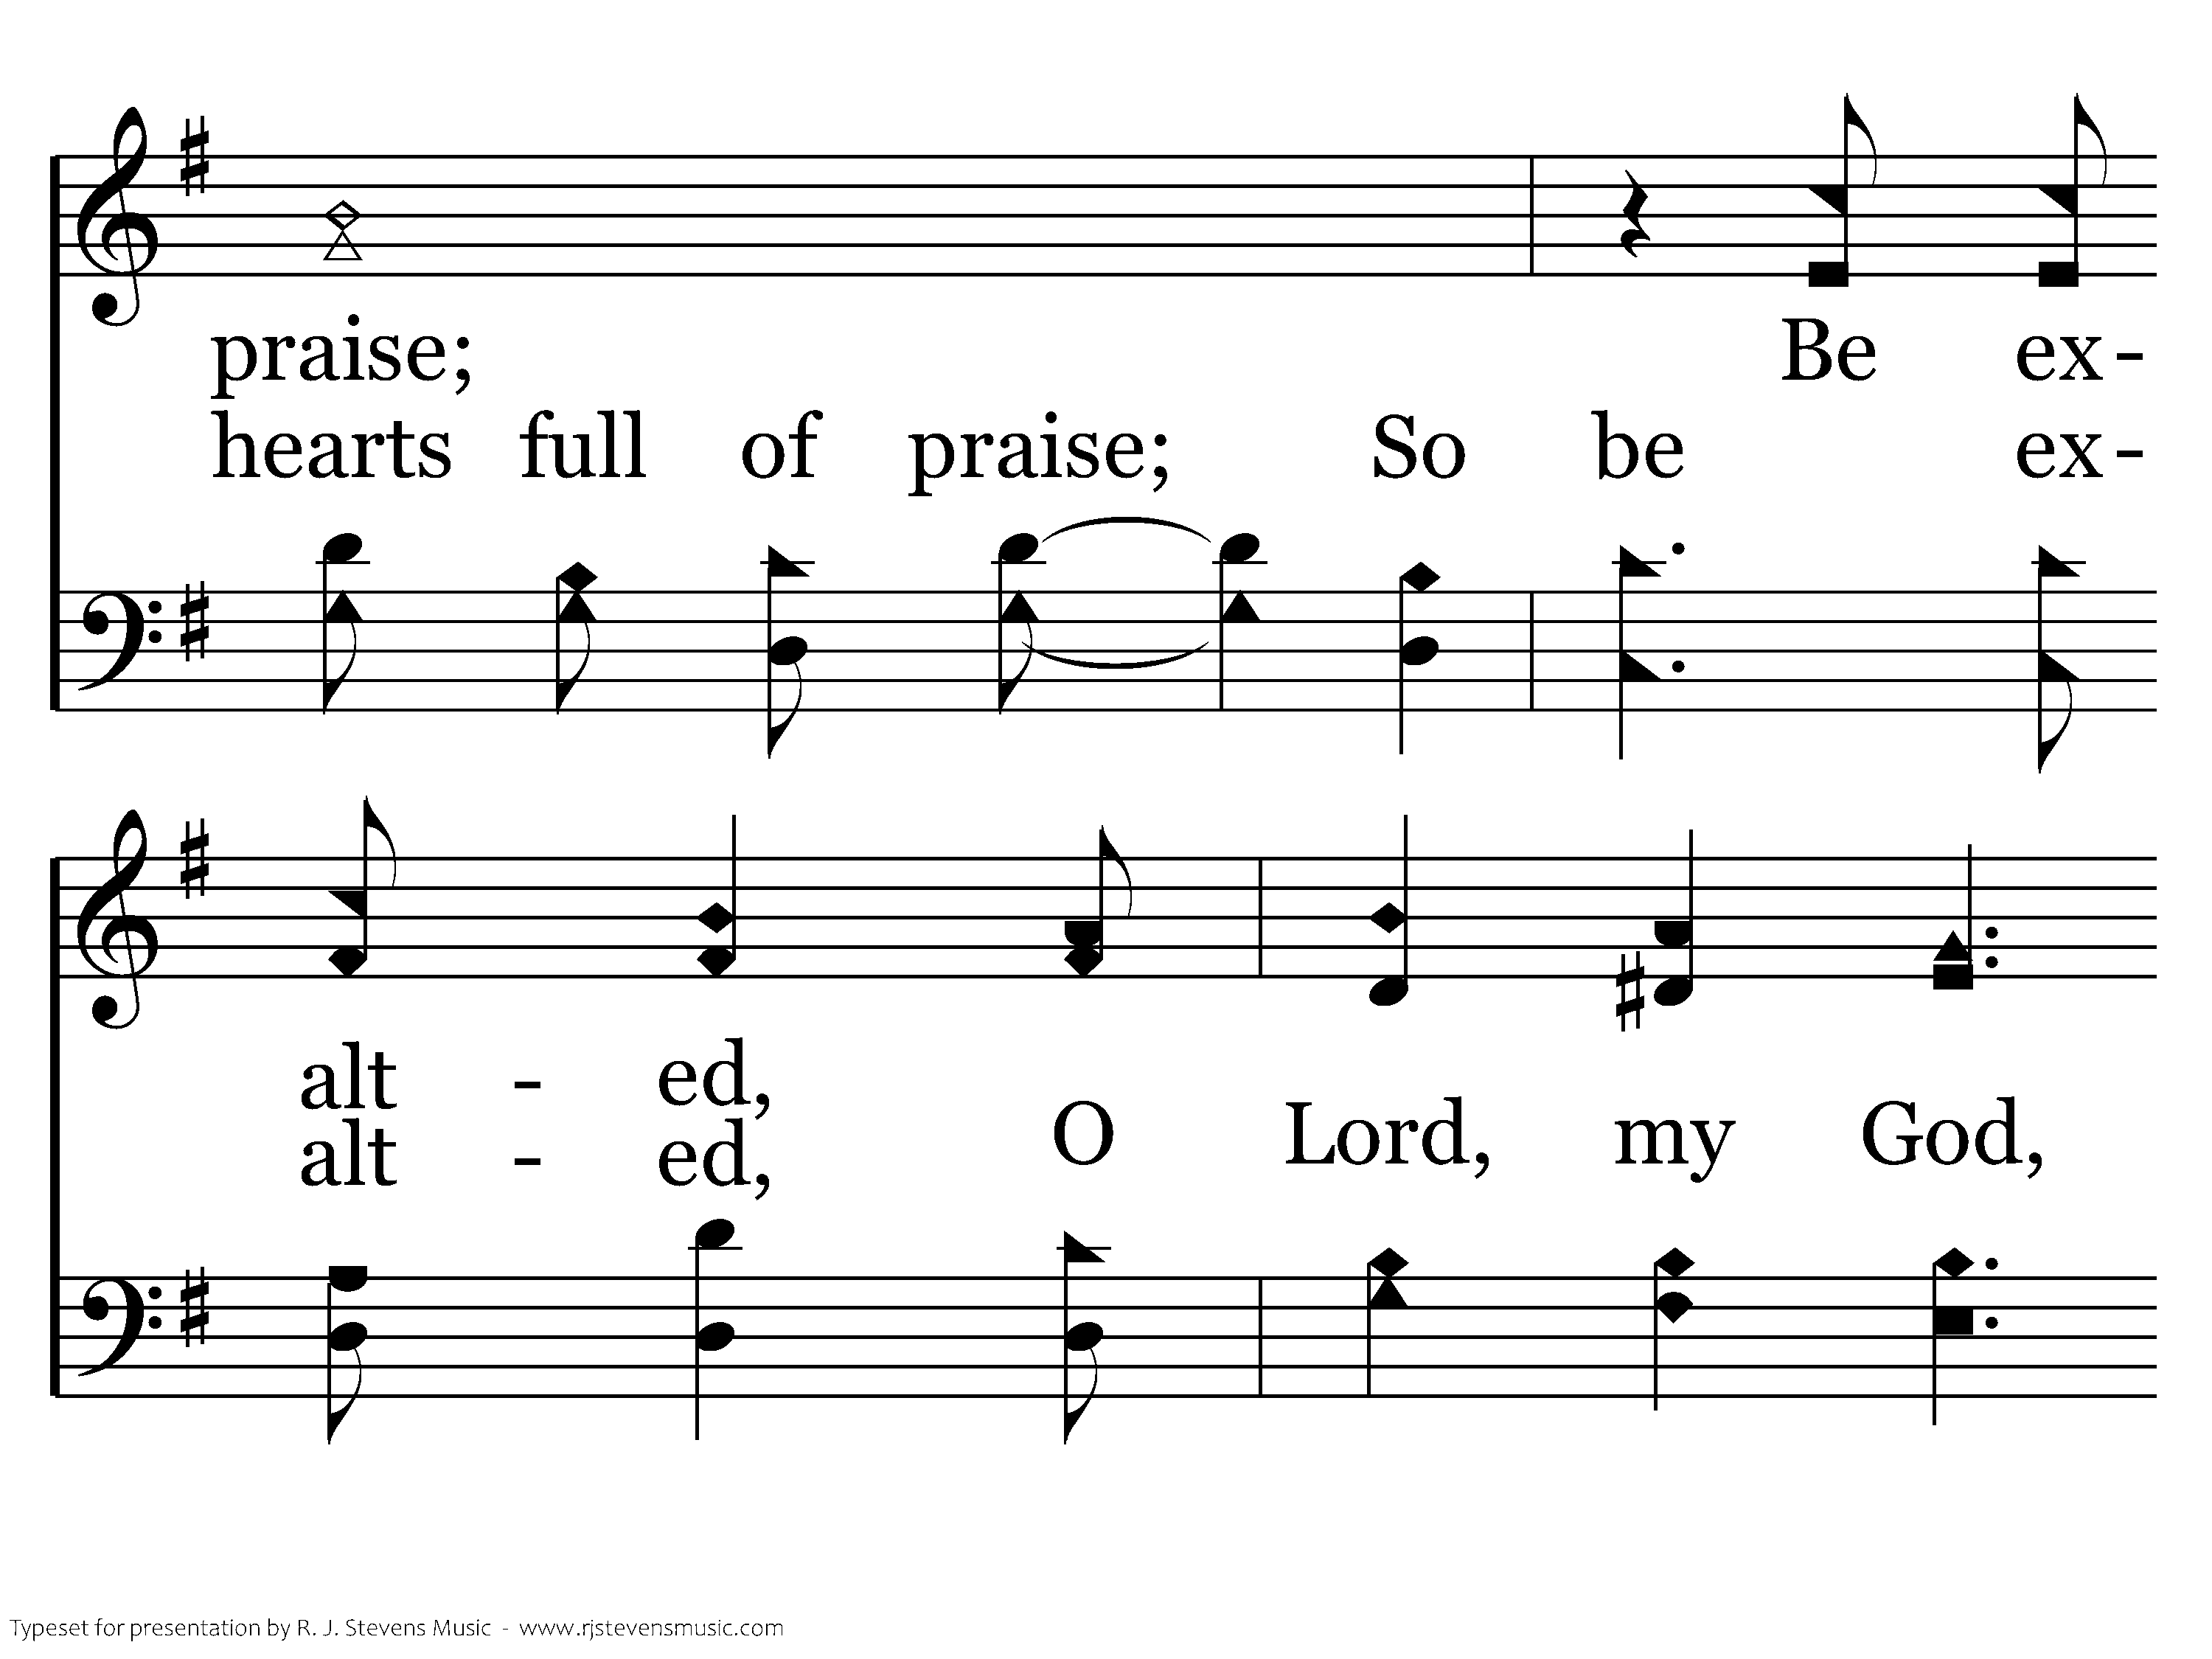 praise; Be ex-
hearts full of praise; So be ex-
alt - ed,
alt - ed, O Lord, my God,
Typeset for presentation by R. J. Stevens Music - www.rjstevensmusic.com